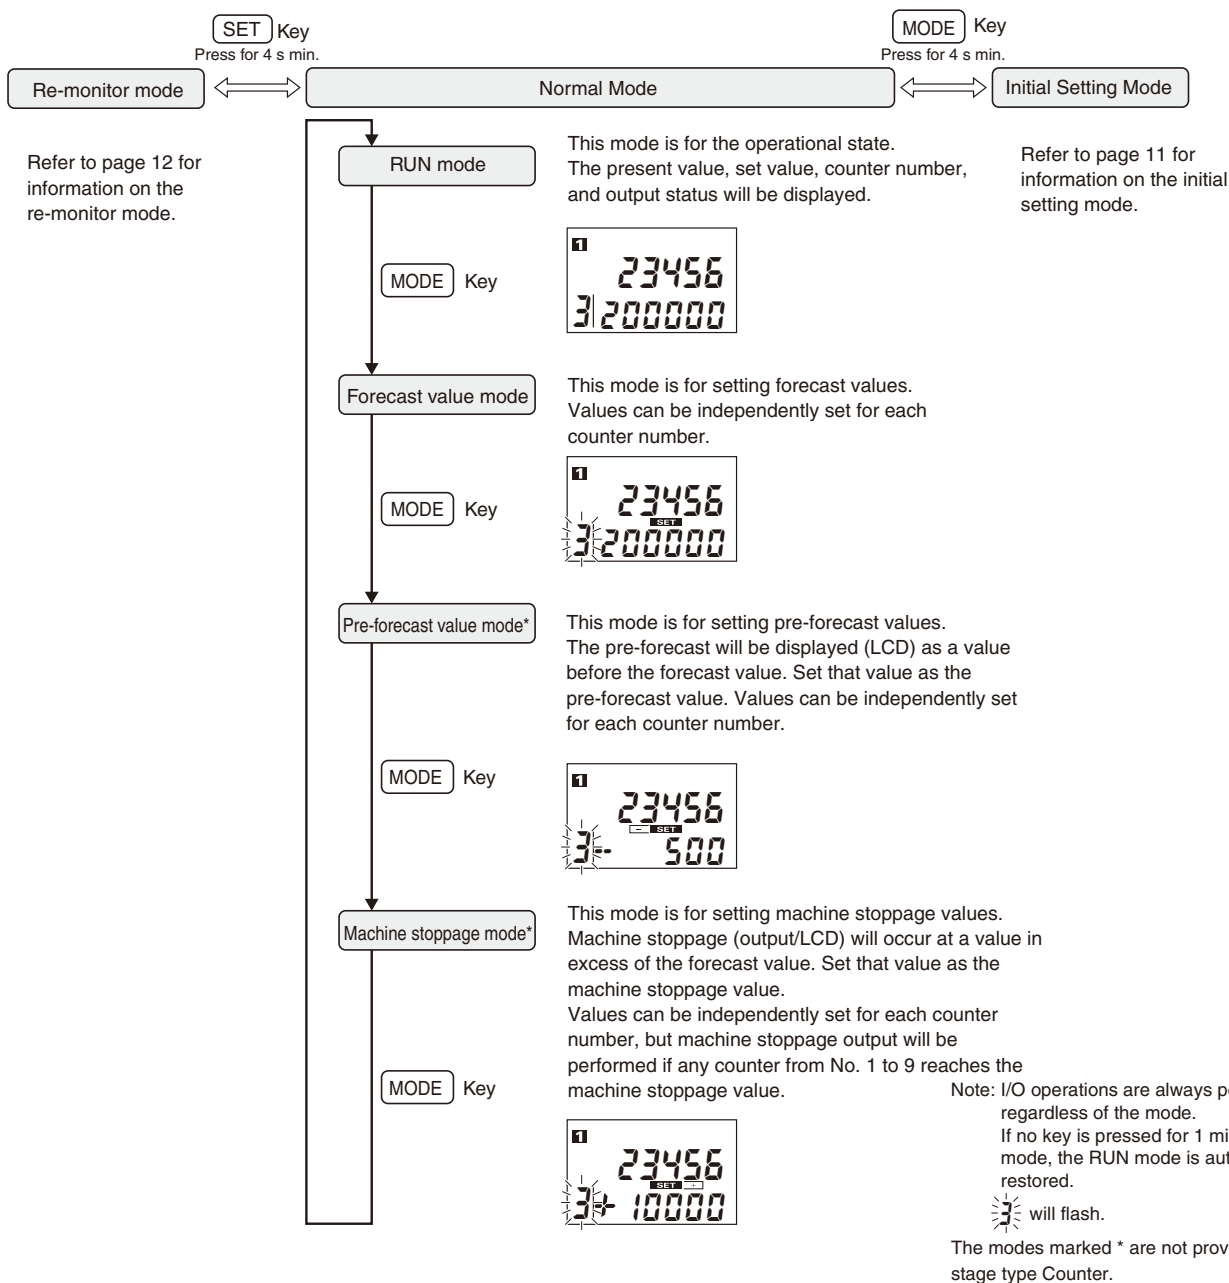 SET Key
Press for 4 s min.
MODE Key
Press for 4 s min.
Re-monitor mode
Normal Mode
Initial Setting Mode
Refer to page 12 for
information on the
re-monitor mode.
RUN mode
This mode is for the operational state.
The present value, set value, counter number,
and output status will be displayed.
Refer to page 11 for
information on the initial
setting mode.
MODE Key
1
23456
3 200000
Forecast value mode
This mode is for setting forecast values.
Values can be independently set for each
counter number.
MODE Key
1
23456
SET
3 200000
Pre-forecast value mode*
This mode is for setting pre-forecast values.
The pre-forecast will be displayed (LCD) as a value
before the forecast value. Set that value as the
pre-forecast value. Values can be independently set
for each counter number.
MODE Key
1
23456
- SET
3 - 500
Machine stoppage mode*
This mode is for setting machine stoppage values.
Machine stoppage (output/LCD) will occur at a value in
excess of the forecast value. Set that value as the
machine stoppage value.
Values can be independently set for each counter
number, but machine stoppage output will be
performed if any counter from No. 1 to 9 reaches the
machine stoppage value.
MODE Key
1
23456
SET +
3 + 10000
Note: I/O operations are always
regardless of the mode.
If no key is pressed for 1
mode, the RUN mode is
restored.
3 will flash.
The modes marked * are not
stage type Counter.